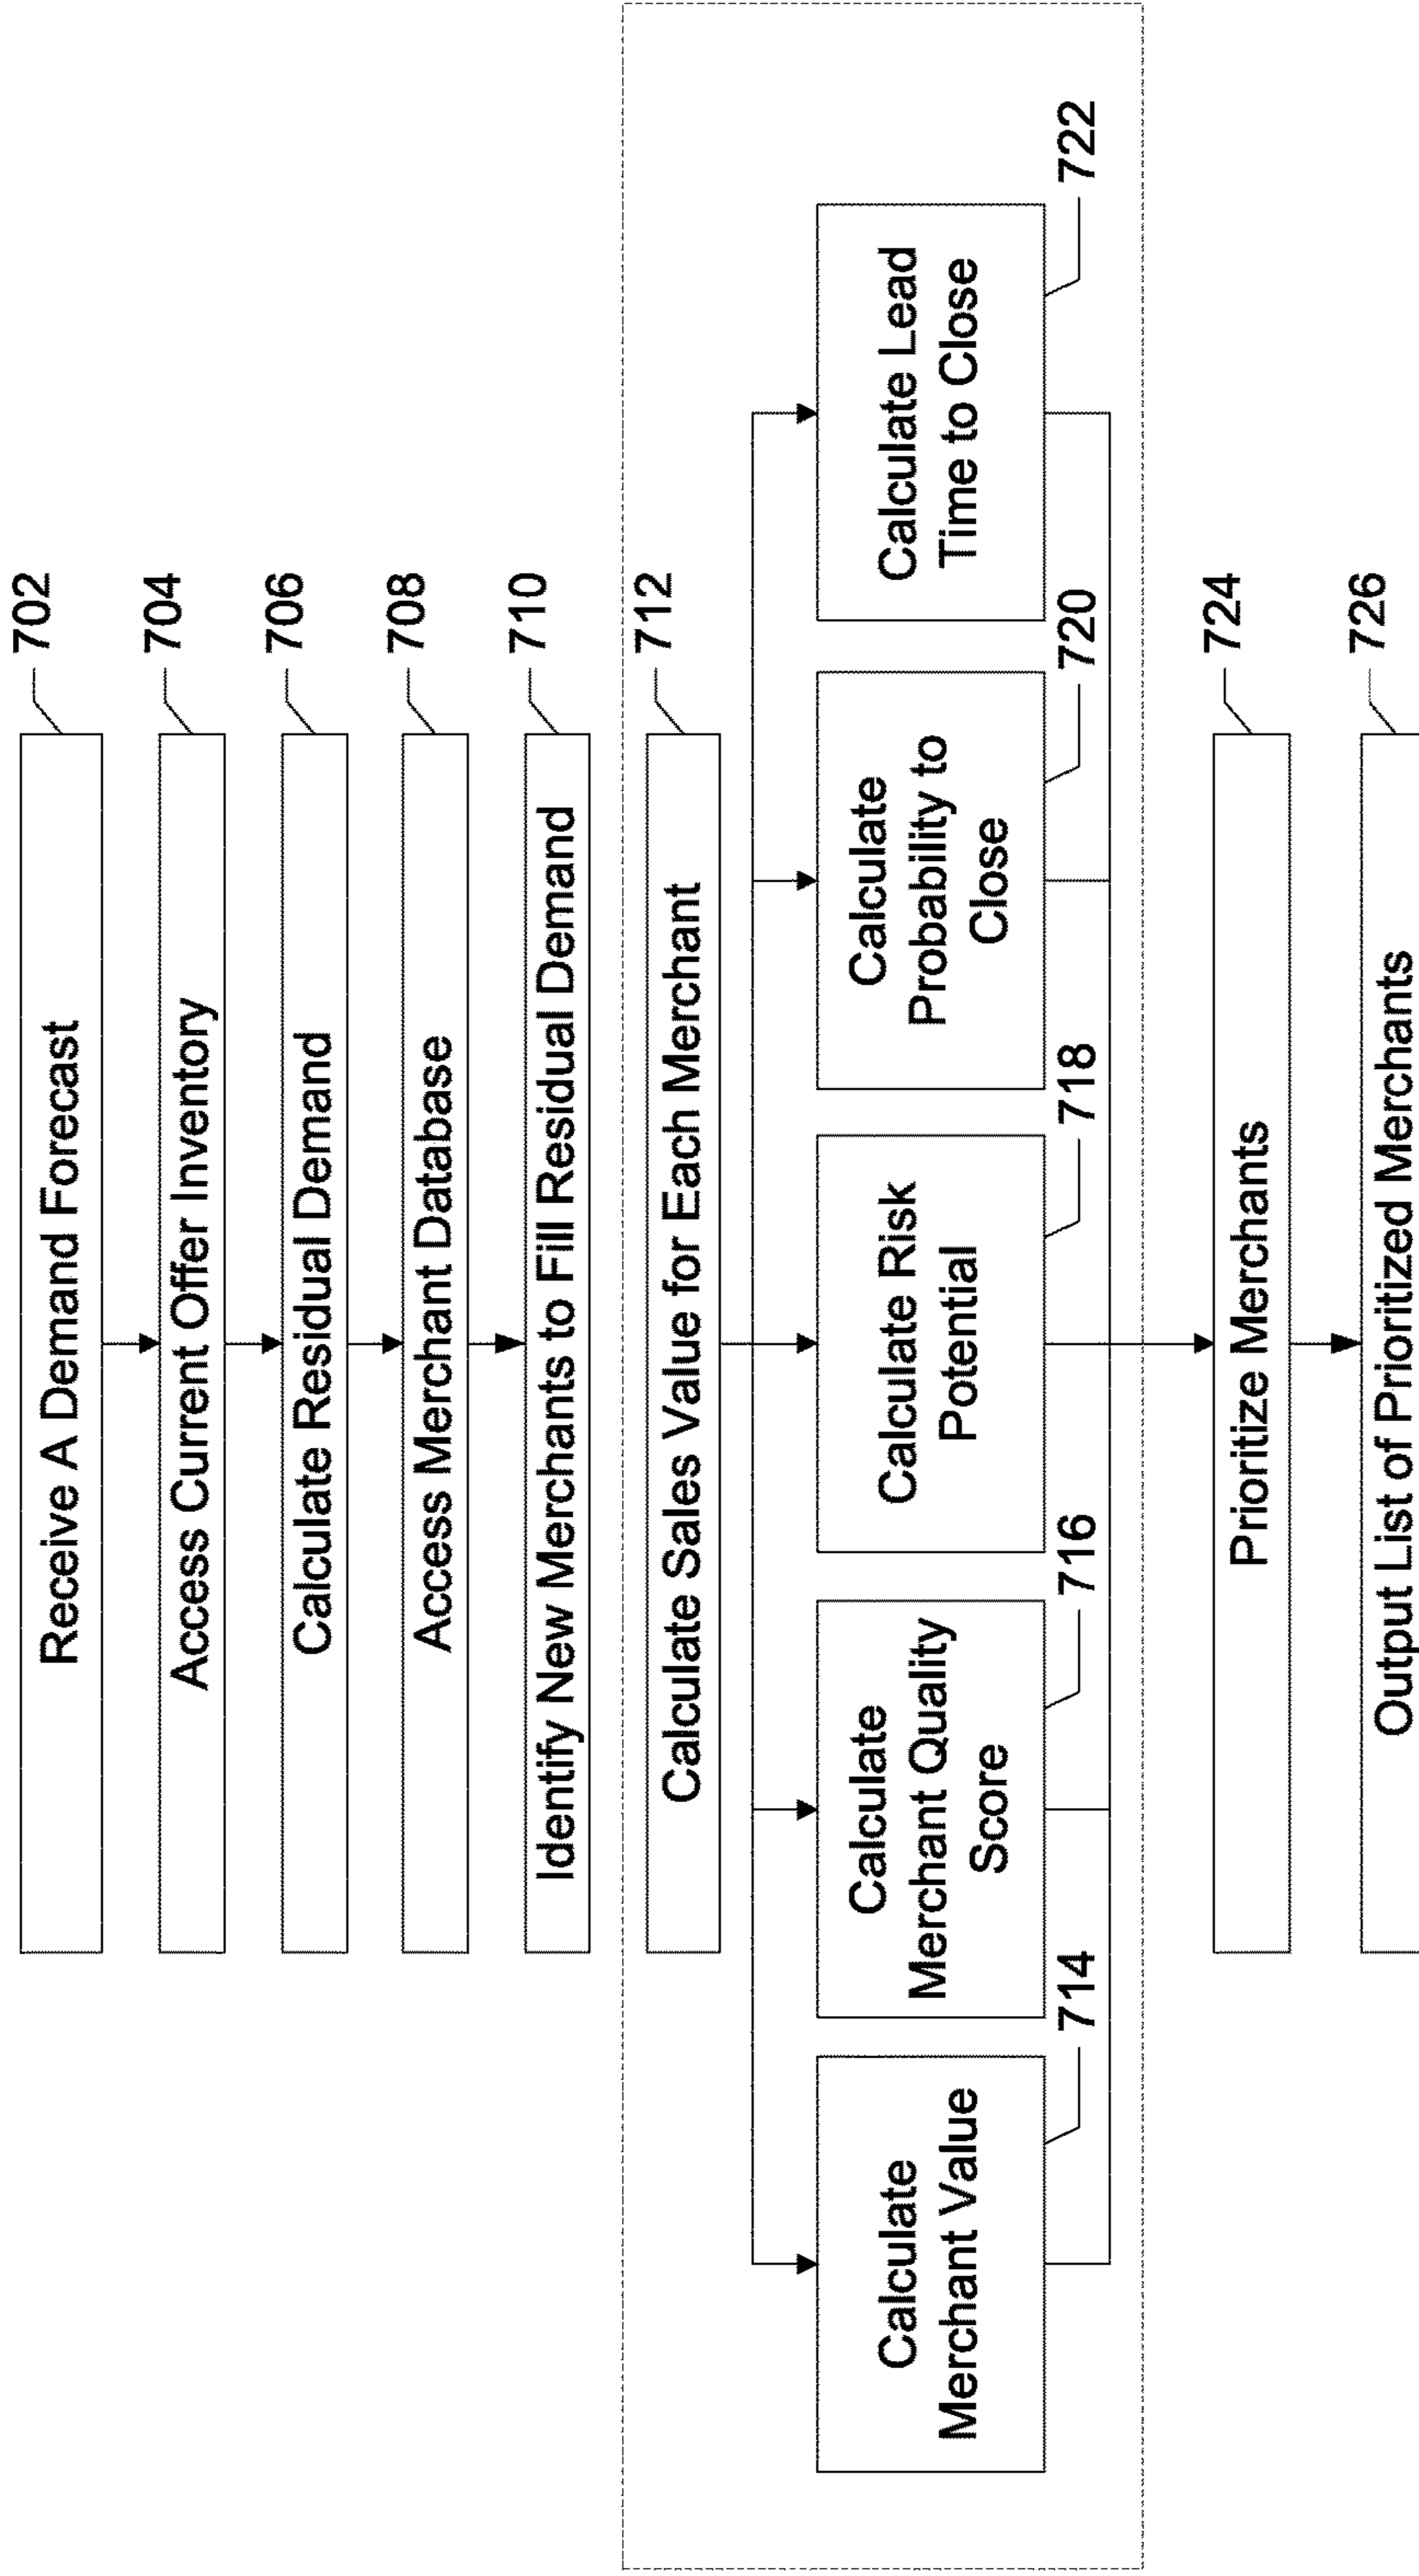 Receive A Demand Forecast
702
Access Current Offer Inventory
704
Calculate Residual Demand
706
Access Merchant Database
708
Identify New Merchants to Fill Residual Demand
710
Calculate Sales Value for Each Merchant
712
Calculate
Merchant Value
714
Calculate
Merchant Quality
Score
716
Calculate Risk
Potential
718
Calculate
Probability to
Close
720
Calculate Lead
Time to Close
722
Prioritize Merchants
724
Output List of Prioritized Merchants
726